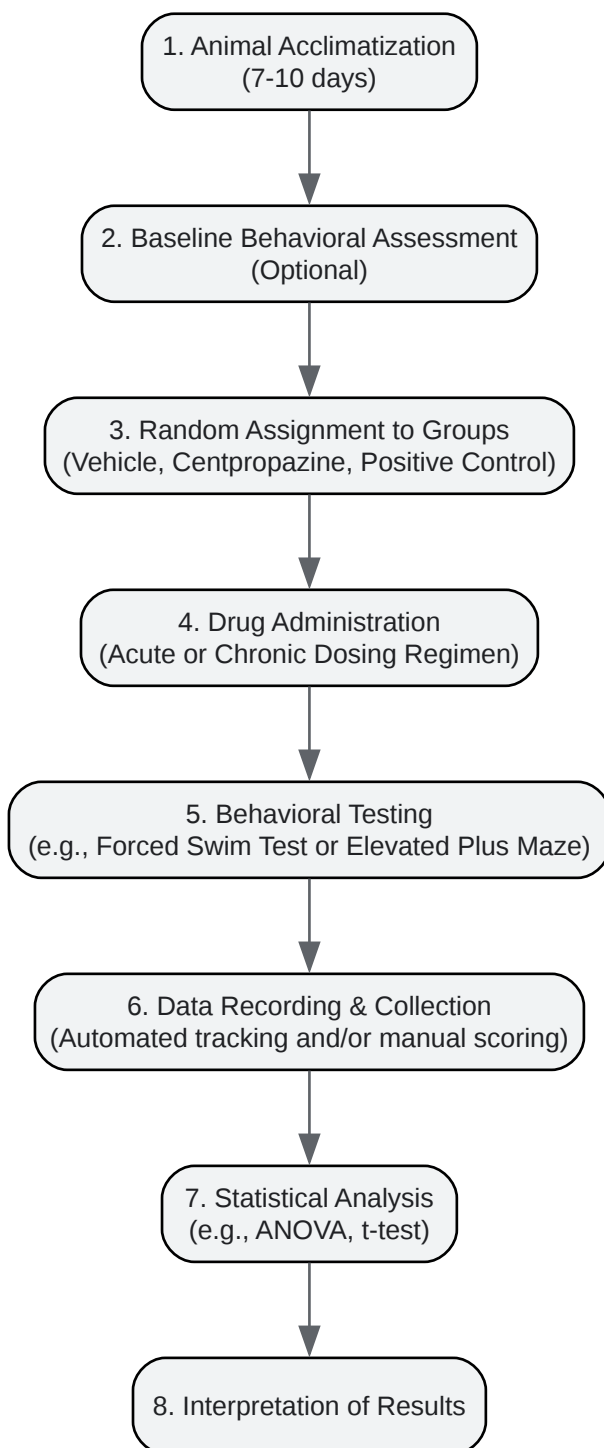 1. Animal Acclimatization
(7-10 days)
2. Baseline Behavioral Assessment
(Optional)
3. Random Assignment to Groups
(Vehicle, Centpropazine, Positive Control)
4. Drug Administration
(Acute or Chronic Dosing Regimen)
5. Behavioral Testing
(e.g., Forced Swim Test or Elevated Plus Maze)
6. Data Recording & Collection
(Automated tracking and/or manual scoring)
7. Statistical Analysis
(e.g., ANOVA, t-test)
8. Interpretation of Results